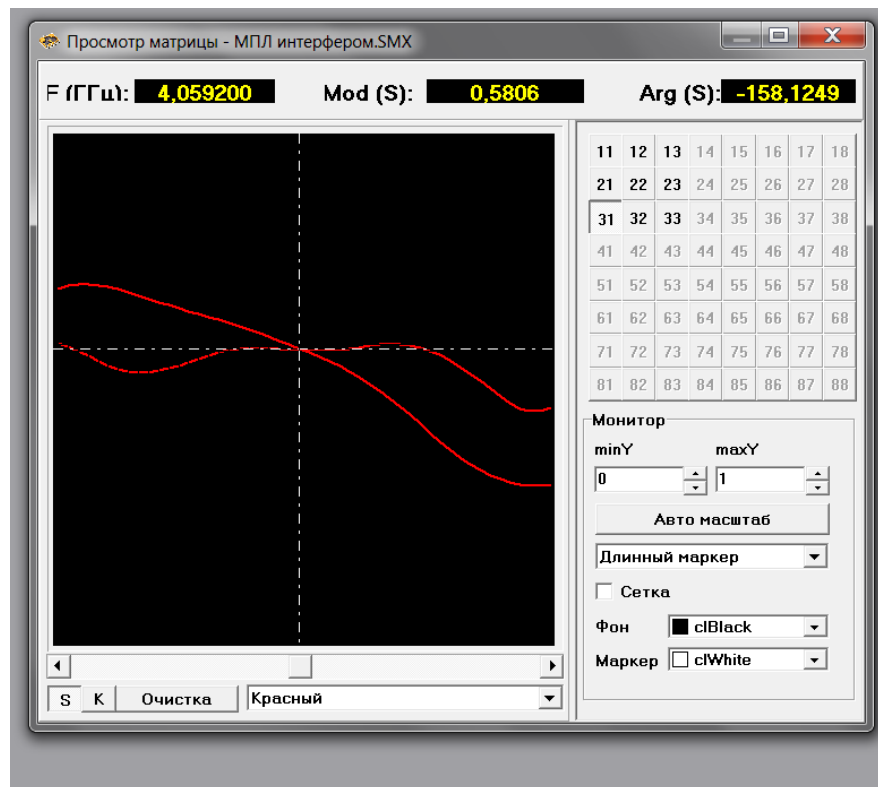 Просмотр матрицы - МПЛ интерфером.SMX
F (ГГц): 4,059200 Mod (S): 0,5806 Arg (S): -158,1249
11 12 13 14 15 16 17 18
21 22 23 24 25 26 27 28
31 32 33 34 35 36 37 38
41 42 43 44 45 46 47 48
51 52 53 54 55 56 57 58
61 62 63 64 65 66 67 68
71 72 73 74 75 76 77 78
81 82 83 84 85 86 87 88
Монитор
minY maxY
0 1
Авто масштаб
Длинный маркер
Сетка
Фон clBlack
Маркер clWhite
S K Очистка Красный